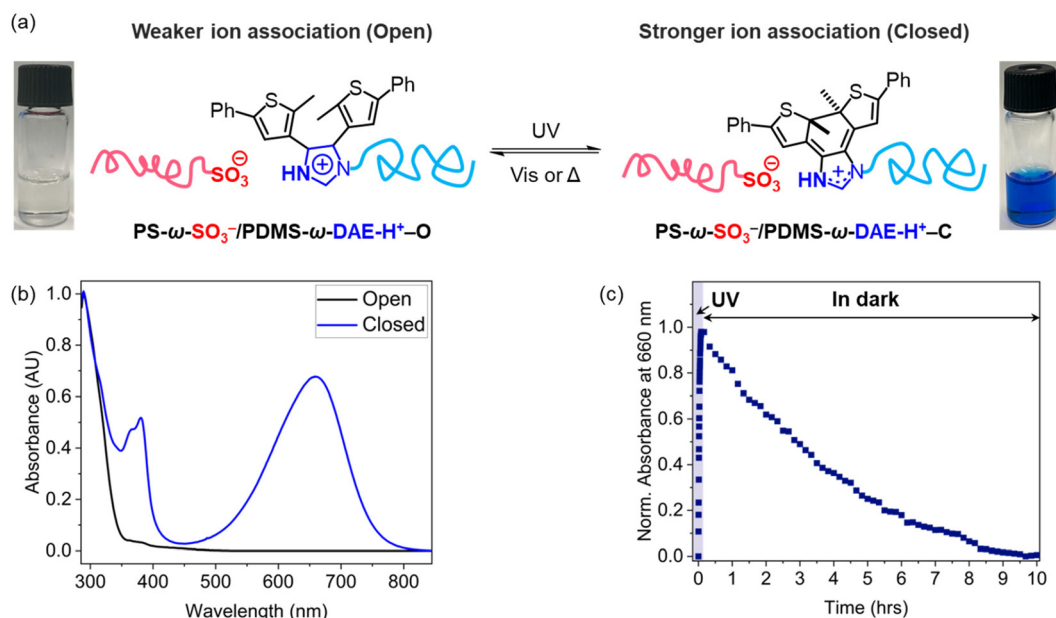 (a)
Weaker ion association (Open)
Stronger ion association (Closed)
Ph
S
S
Ph
Ph
S
S
Ph
UV
Vis or Δ
SO3
⊖
HN
+
N
SO3
⊖
HN
+
N
PS-ω-SO3⁻/PDMS-ω-DAE-H⁺–O
PS-ω-SO3⁻/PDMS-ω-DAE-H⁺–C
(b)
Open
Closed
1.0
0.8
0.6
0.4
0.2
0.0
Absorbance (AU)
300 400 500 600 700 800
Wavelength (nm)
(c)
UV
In dark
1.0
0.8
0.6
0.4
0.2
0.0
Norm. Absorbance at 660 nm
0 1 2 3 4 5 6 7 8 9 10
Time (hrs)